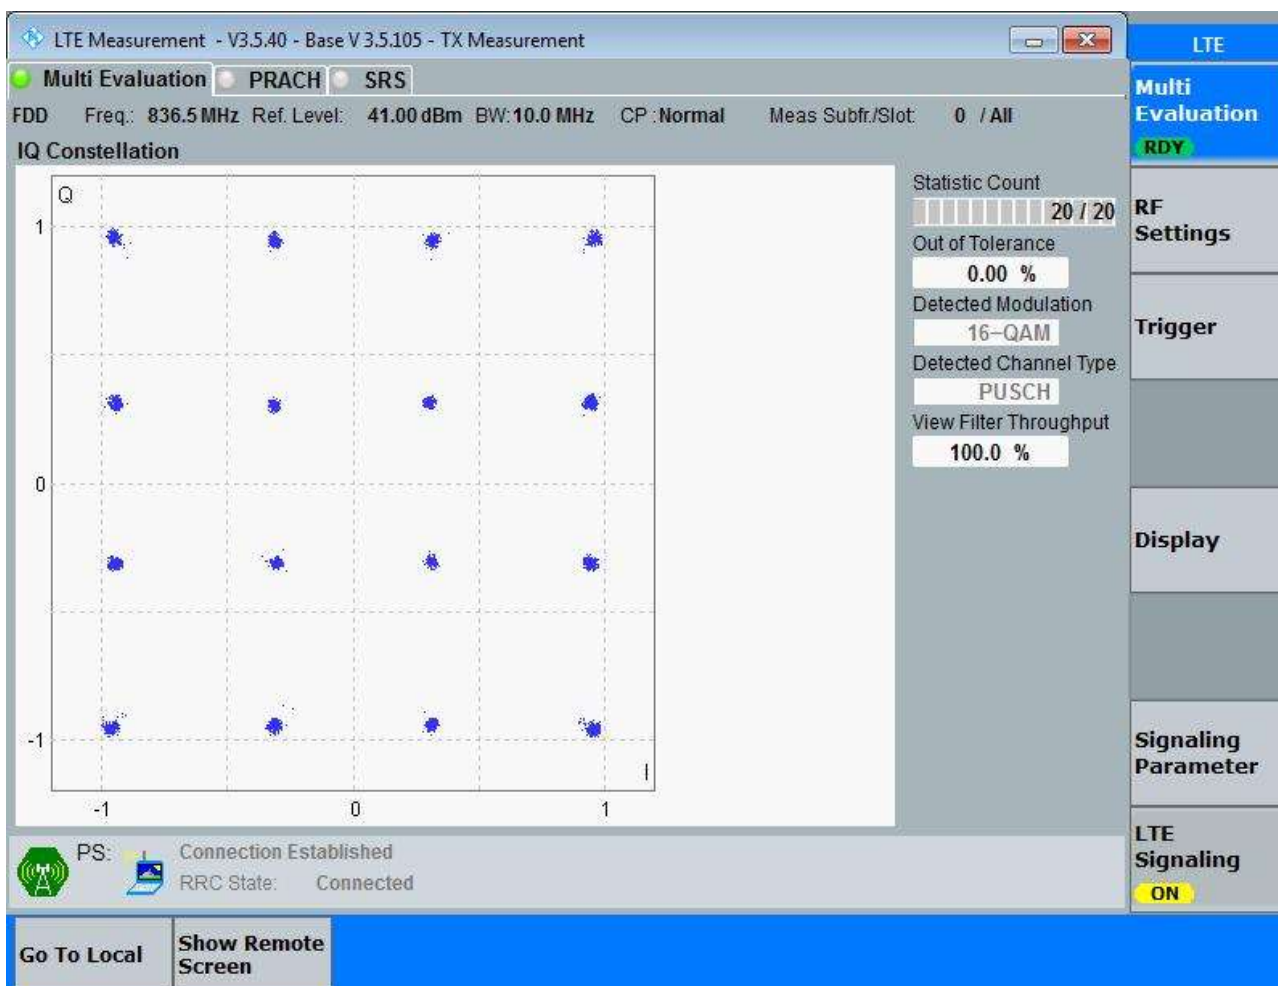 LTE Measurement - V3.5.40 - Base V 3.5.105 - TX Measurement
LTE
Multi Evaluation PRACH SRS
FDD Freq.: 836.5 MHz Ref. Level: 41.00 dBm BW: 10.0 MHz CP : Normal Meas Subfr./Slot: 0 / All
IQ Constellation
Q
1
0
-1
-1 0 1
I
Statistic Count
20 / 20
Out of Tolerance
0.00 %
Detected Modulation
16-QAM
Detected Channel Type
PUSCH
View Filter Throughput
100.0 %
Multi
Evaluation
RDY
RF
Settings
Trigger
Display
Signaling
Parameter
LTE
Signaling
ON
PS: Connection Established
RRC State: Connected
Go To Local
Show Remote
Screen